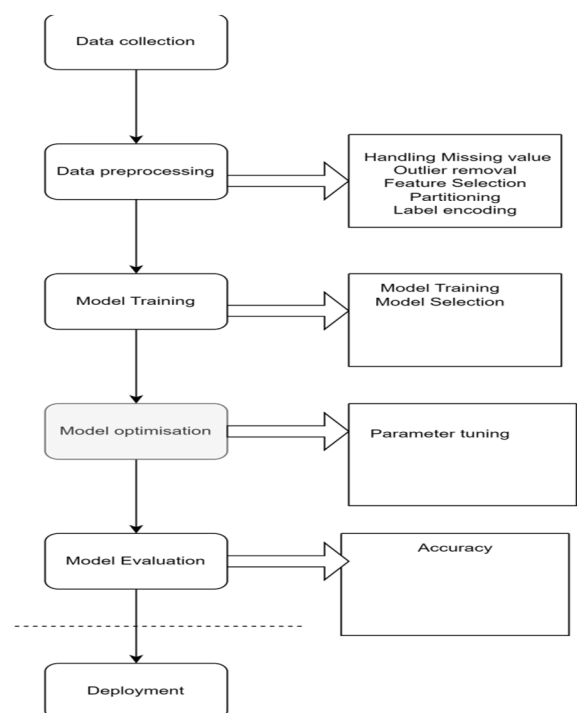 Data collection
Data preprocessing
Handling Missing value
Outlier removal
Feature Selection
Partitioning
Label encoding
Model Training
Model Training
Model Selection
Model optimisation
Parameter tuning
Model Evaluation
Accuracy
Deployment